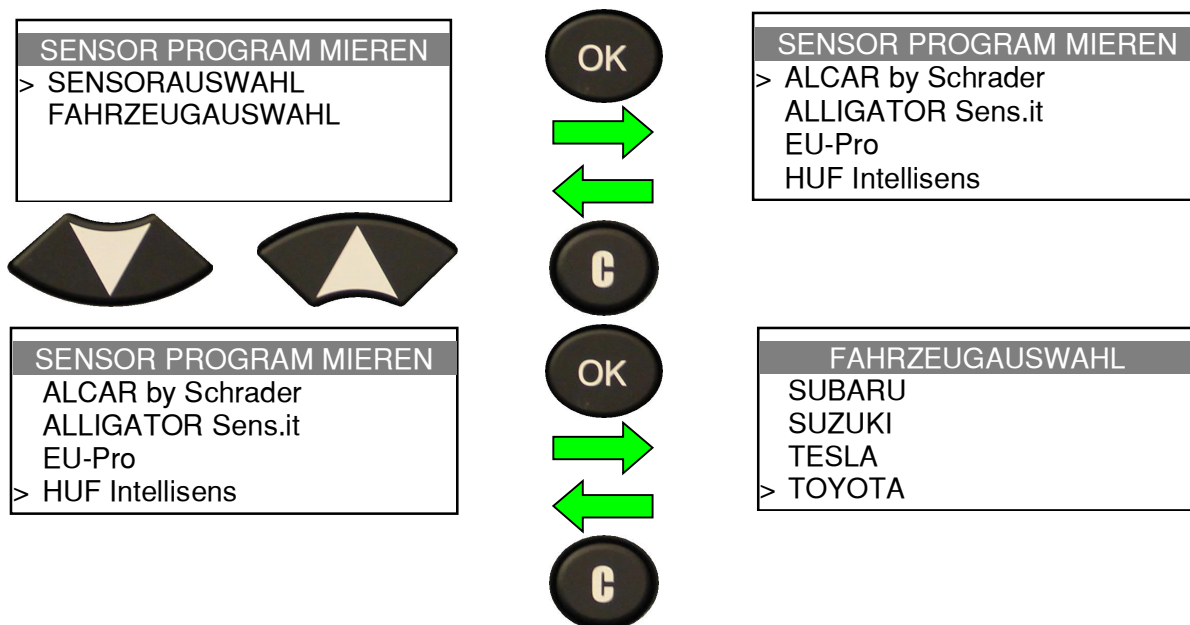 SENSOR PROGRAM MIEREN
> SENSORAUSWAHL
FAHRZEUGAUSWAHL
OK
C
SENSOR PROGRAM MIEREN
> ALCAR by Schrader
ALLIGATOR Sens.it
EU-Pro
HUF Intellisens
SENSOR PROGRAM MIEREN
ALCAR by Schrader
ALLIGATOR Sens.it
EU-Pro
> HUF Intellisens
OK
C
FAHRZEUGAUSWAHL
SUBARU
SUZUKI
TESLA
> TOYOTA